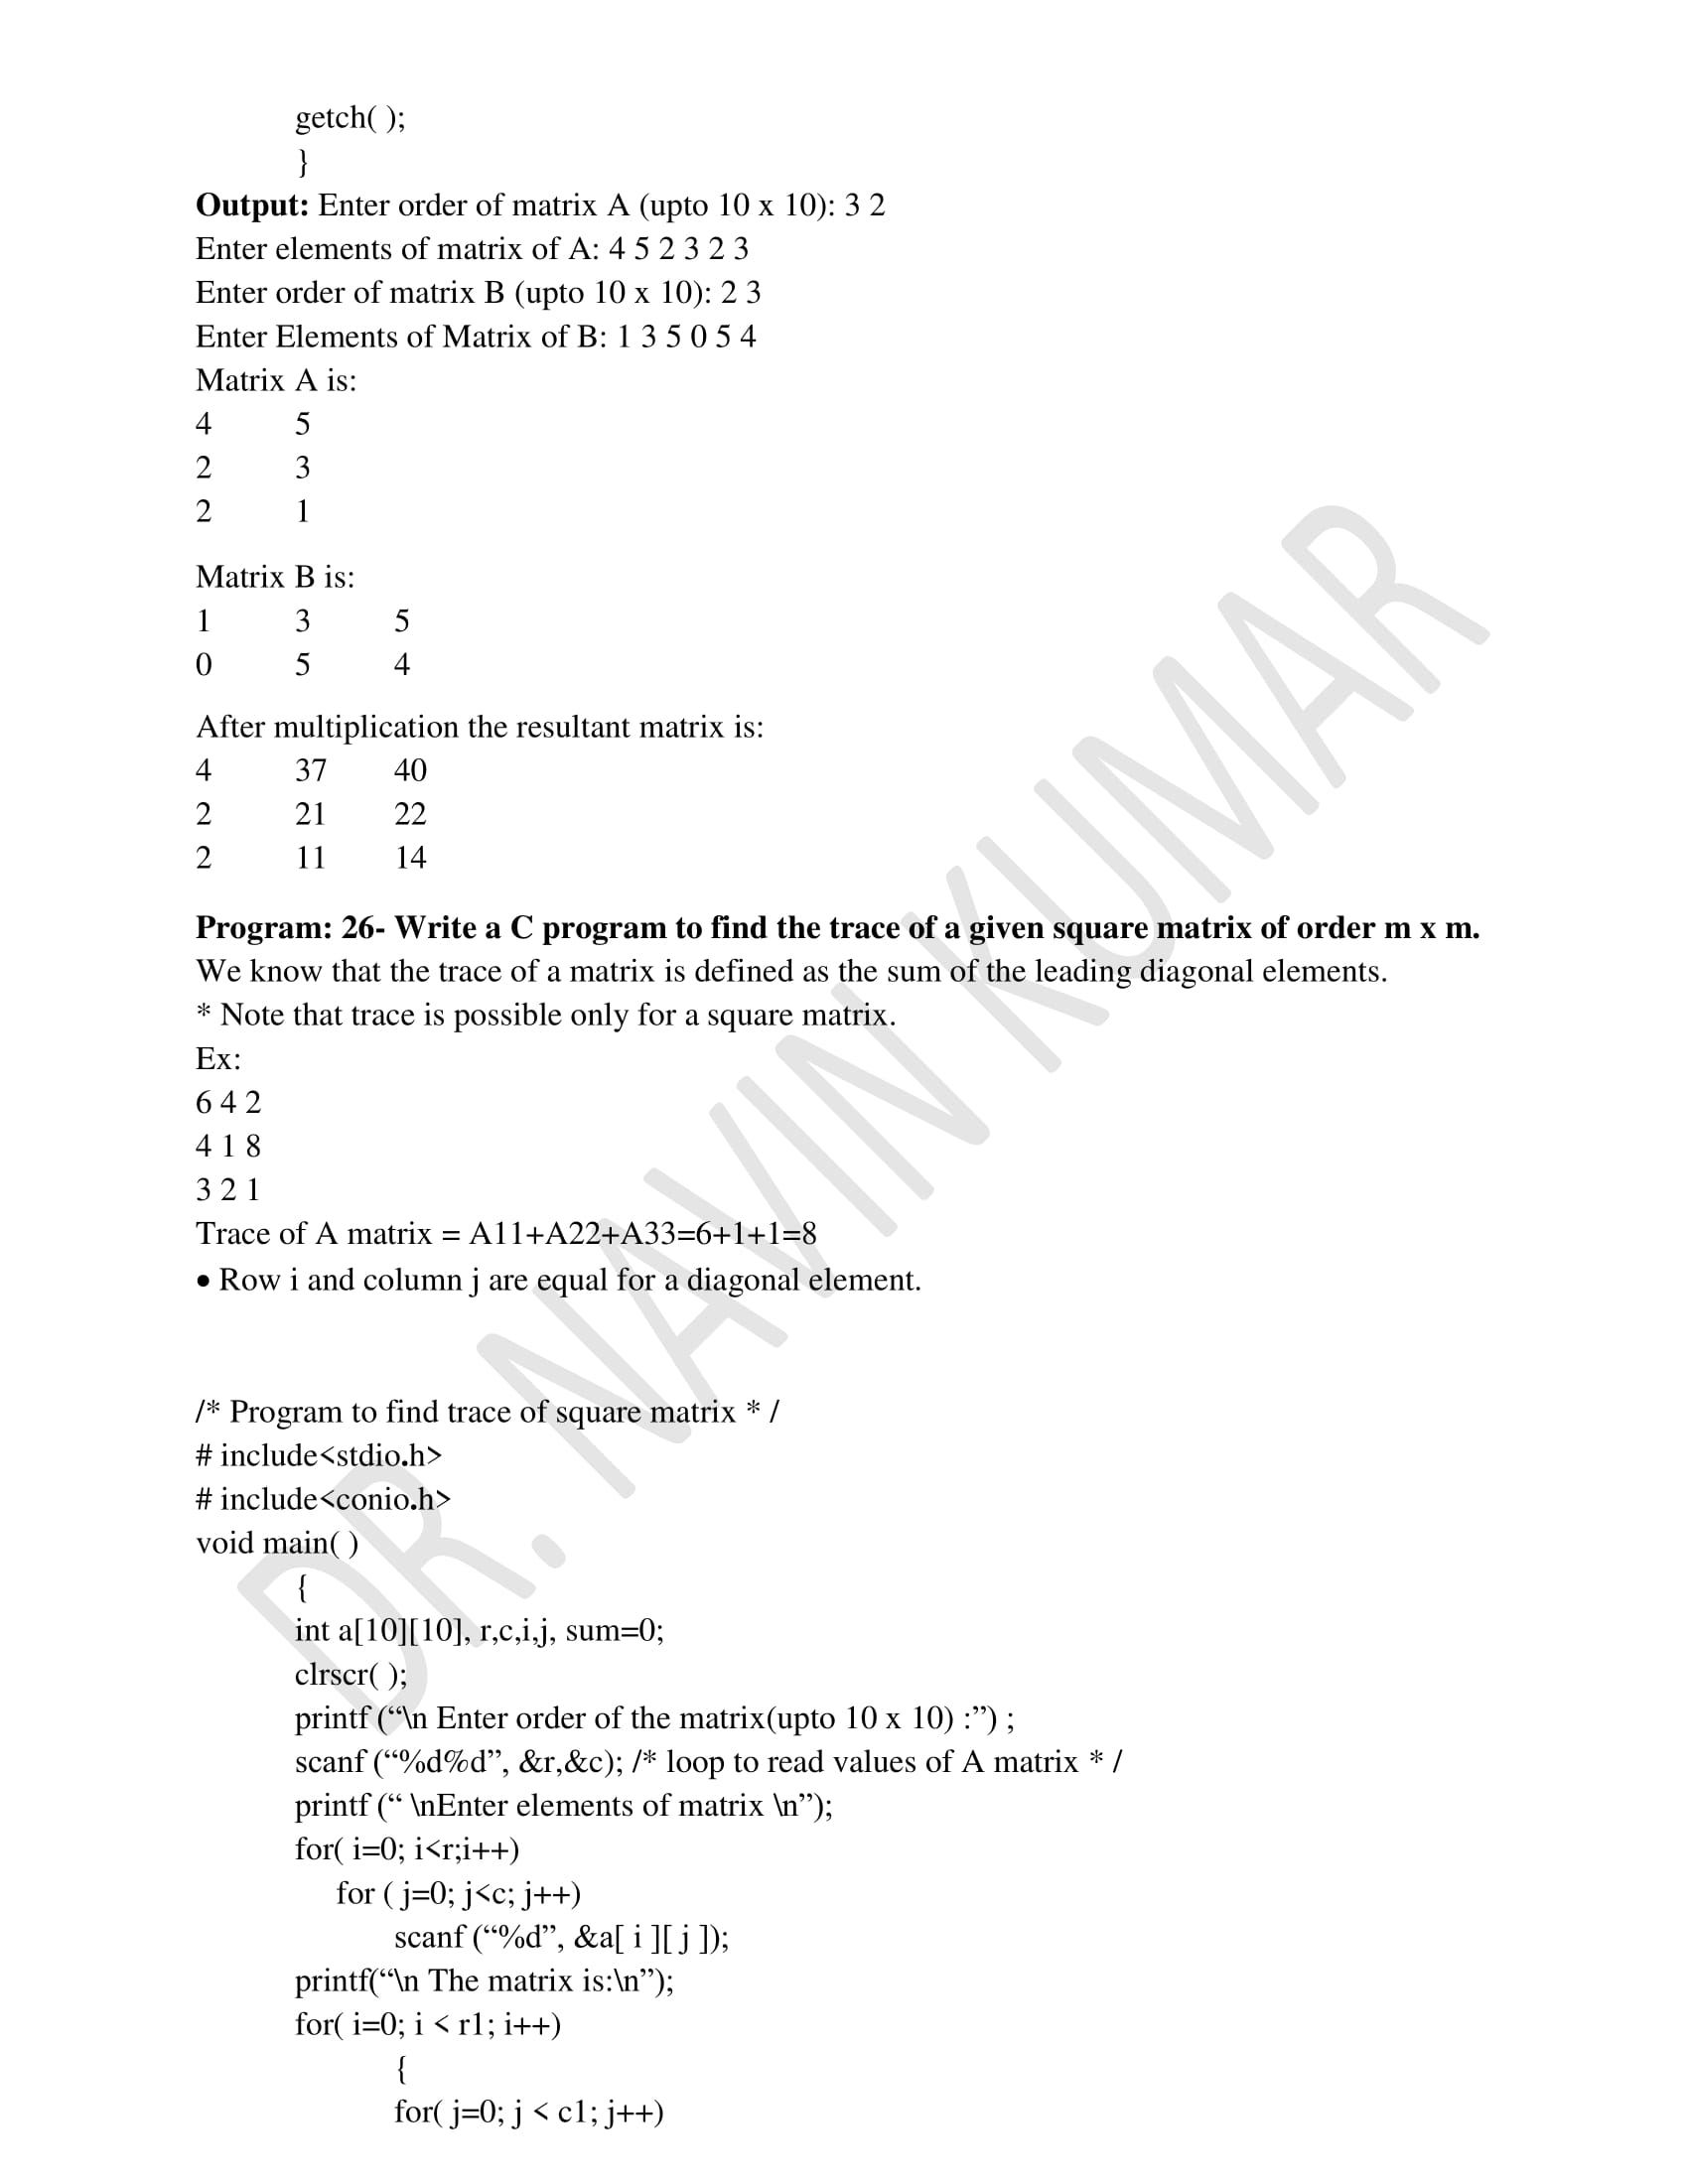 getch( );
}
Output: Enter order of matrix A (upto 10 x 10): 3 2
Enter elements of matrix of A: 4 5 2 3 2 3
Enter order of matrix B (upto 10 x 10): 2 3
Enter Elements of Matrix of B: 1 3 5 0 5 4
Matrix A is:
4 5
2 3
2 1
Matrix B is:
1 3 5
0 5 4
After multiplication the resultant matrix is:
4 37 40
2 21 22
2 11 14
Program: 26- Write a C program to find the trace of a given square matrix of order m x m.
We know that the trace of a matrix is defined as the sum of the leading diagonal elements.
* Note that trace is possible only for a square matrix.
Ex:
6 4 2
4 1 8
3 2 1
Trace of A matrix = A11+A22+A33=6+1+1=8
• Row i and column j are equal for a diagonal element.
/* Program to find trace of square matrix * /
# include<stdio.h>
# include<conio.h>
void main( )
{
int a[10][10], r,c,i,j, sum=0;
clrscr( );
printf (“\n Enter order of the matrix(upto 10 x 10) :”) ;
scanf (“%d%d”, &r,&c); /* loop to read values of A matrix * /
printf (“ \nEnter elements of matrix \n”);
for( i=0; i<r;i++)
for ( j=0; j<c; j++)
scanf (“%d”, &a[ i ][ j ]);
printf(“\n The matrix is:\n”);
for( i=0; i < r1; i++)
{
for( j=0; j < c1; j++)
DR. NAVIN KUMAR